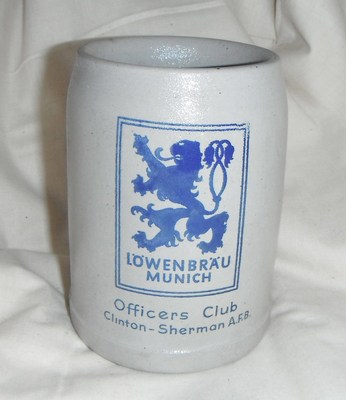 LÖWENBRÄU
MUNICH
Officers Club
Clinton-Sherman A.F.B.